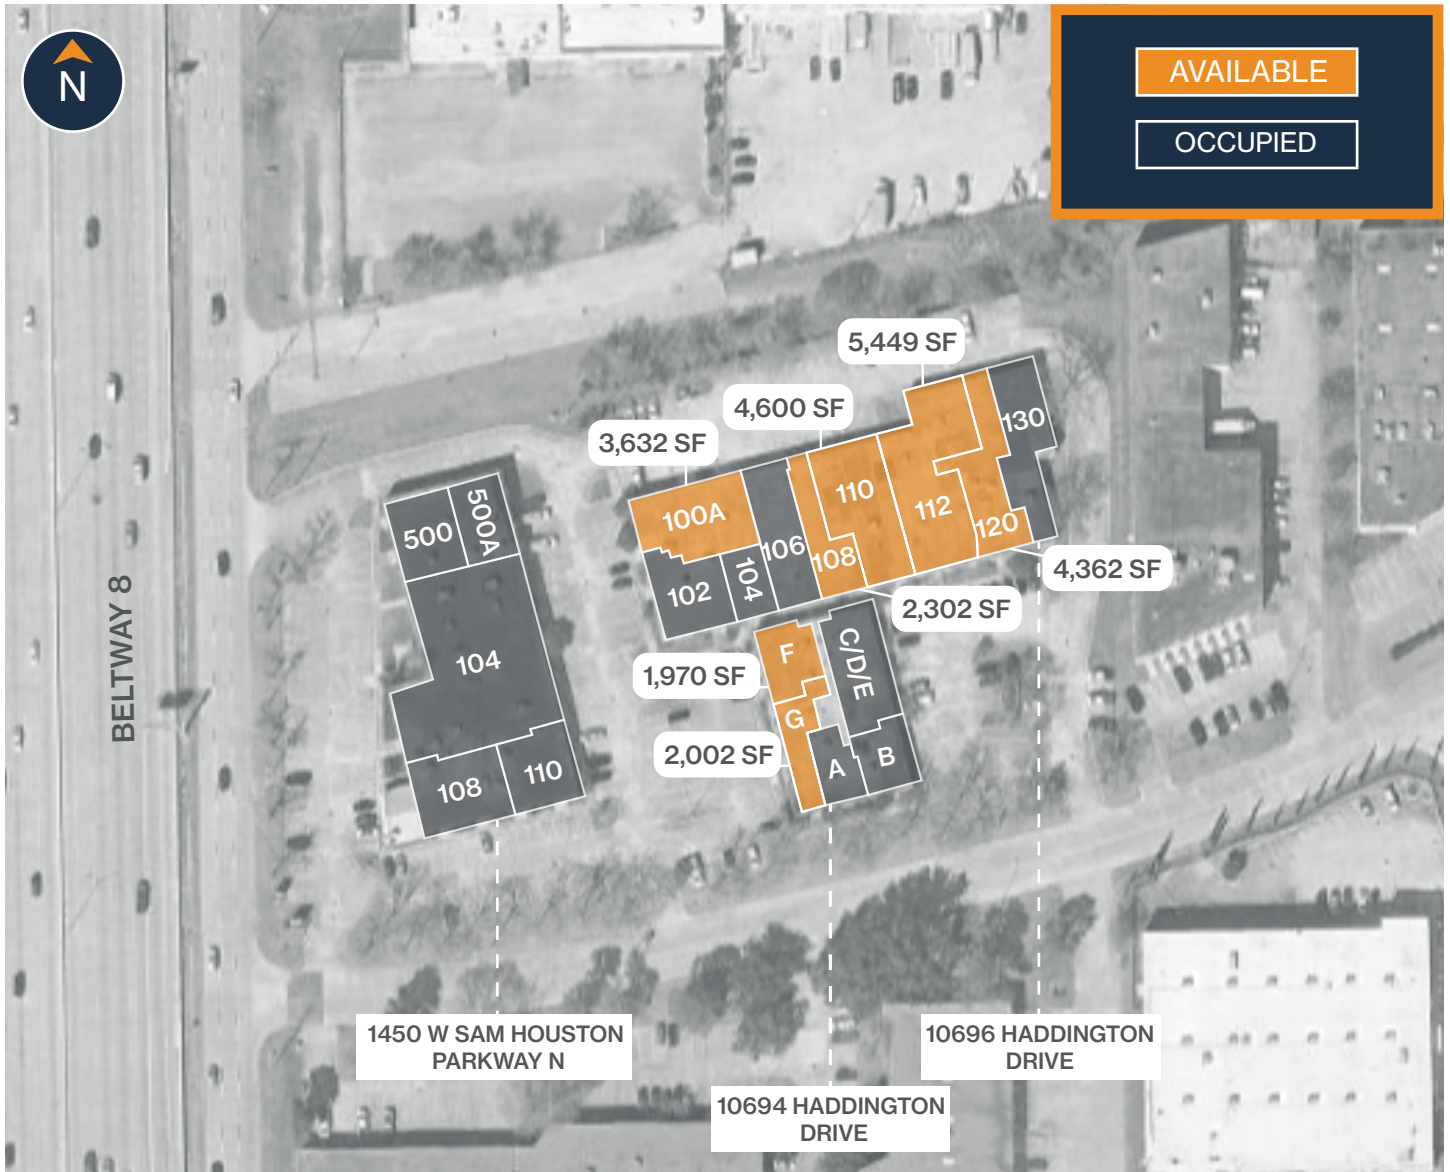 N
AVAILABLE
OCCUPIED
5,449 SF
4,600 SF
3,632 SF
130
500
500A
100A
110
112
120
106
108
102
104
4,362 SF
2,302 SF
BELTWAY 8
104
F
C/D/E
1,970 SF
G
2,002 SF
A
B
108
110
1450 W SAM HOUSTON
PARKWAY N
10696 HADDINGTON
DRIVE
10694 HADDINGTON
DRIVE